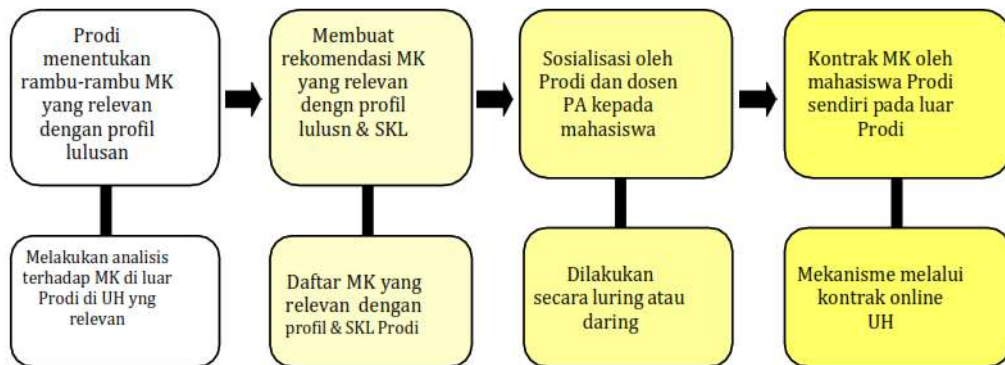 Prodi
menentukan
rambu-rambu MK
yang relevan
dengan profil
lulusan
Membuat
rekomendasi MK
yang relevan
dengn profil
lulusn & SKL
Sosialisasi oleh
Prodi dan dosen
PA kepada
mahasiswa
Kontrak MK oleh
mahasiswa Prodi
sendiri pada luar
Prodi
Melakukan analisis
terhadap MK di luar
Prodi di UH yng
relevan
Daftar MK yang
relevan dengan
profil & SKL Prodi
Dilakukan
secara luring atau
daring
Mekanisme melalui
kontrak online
UH